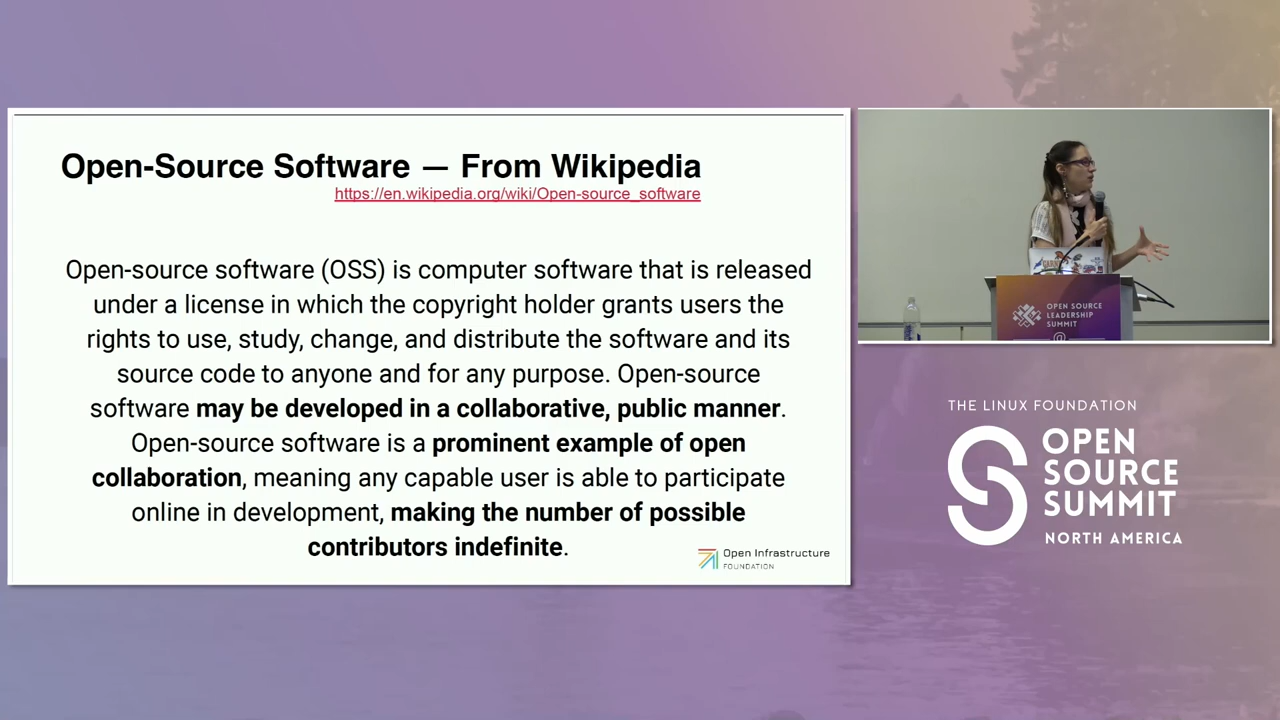 Open-Source Software — From Wikipedia
https://en.wikipedia.org/wiki/Open-source_software
Open-source software (OSS) is computer software that is released
under a license in which the copyright holder grants users the
rights to use, study, change, and distribute the software and its
source code to anyone and for any purpose. Open-source
software may be developed in a collaborative, public manner.
Open-source software is a prominent example of open
collaboration, meaning any capable user is able to participate
online in development, making the number of possible
contributors indefinite.
Open Infrastructure
FOUNDATION
OPEN SOURCE
LEADERSHIP
SUMMIT
@
THE LINUX FOUNDATION
OPEN
SOURCE
SUMMIT
NORTH AMERICA